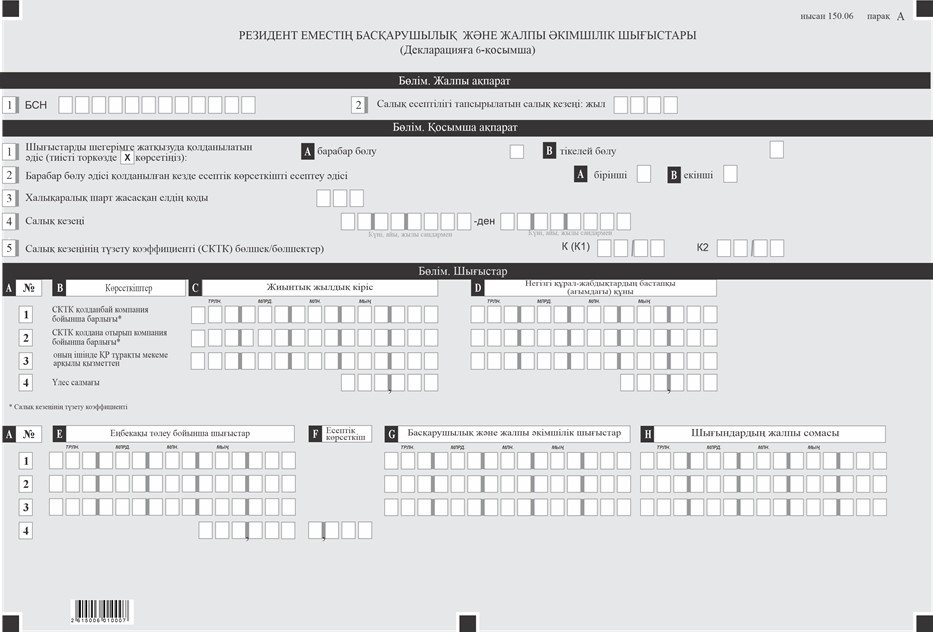 нысан 150.06 парақ A
РЕЗИДЕНТ ЕМЕСТІҢ БАСҚАРУШЫЛЫҚ ЖӘНЕ ЖАЛПЫ ӘКІМШІЛІК ШЫҒЫСТАРЫ
(Декларацияға 6-қосымша)
Бөлім. Жалпы ақпарат
1 БСН 2 Салық есептілігі тапсырылатын салық кезеңі: жыл
Бөлім. Қосымша ақпарат
1 Шығыстарды шегерімге жатқызуда қолданылатын
әдіс (тиісті торкөзде X көрсетіңіз): A барабар бөлу B тікелей бөлу
2 Барабар бөлу әдісі қолданылған кезде есептік көрсеткішті есептеу әдісі A бірінші B екінші
3 Халықаралық шарт жасасқан елдің коды
4 Салық кезеңі -ден
Күні, айы, жылы сандармен Күні, айы, жылы сандармен
5 Салық кезеңінің түзету коэффициенті (СКТК) бөлшек/бөлшектер) К (К1) К2
Бөлім. Шығыстар
A № B Көрсеткіштер C Жиынтық жылдық кіріс D Негізгі құрал-жабдықтардың бастапқы
(ағымдағы) құны
ТРЛН. МЛРД. МЛН. МЫҢ ТРЛН. МЛРД. МЛН. МЫҢ
1 СКТК қолданбай компания
бойынша барлығы*
2 СКТК қолдана отырып компания
бойынша барлығы*
3 оның ішінде ҚР тұрақты мекеме
арқылы қызметтен
4 Үлес салмағы , ,
* Салық кезеңінің түзету коэффициенті
A № E Еңбекақы төлеу бойынша шығыстар F Есептік
көрсеткіш G Басқарушылық және жалпы әкімшілік шығыстар H Шығындардың жалпы сомасы
ТРЛН. МЛРД. МЛН. МЫҢ ТРЛН. МЛРД. МЛН. МЫҢ ТРЛН. МЛРД. МЛН. МЫҢ
1
2
3
4 , ,
2615006010007